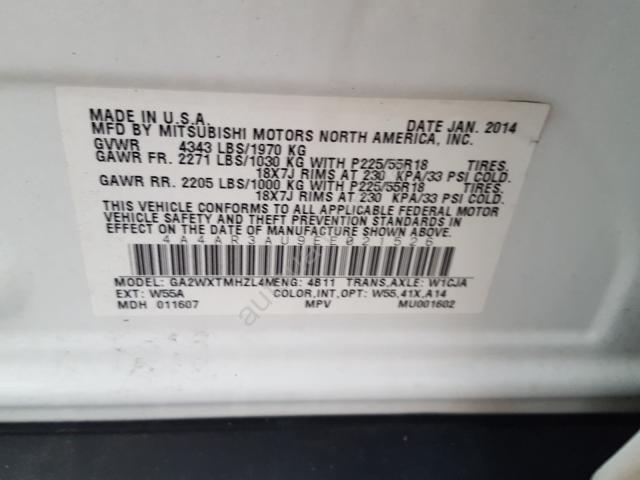 MADE IN U.S.A. DATE JAN. 2014
MFD BY MITSUBISHI MOTORS NORTH AMERICA, INC.
GVWR 4343 LBS/1970 KG
GAWR FR. 2271 LBS/1030 KG WITH P225/55R18 TIRES.
18X7J RIMS AT 230 KPA/33 PSI COLD.
GAWR RR. 2205 LBS/1000 KG WITH P225/55R18 TIRES.
18X7J RIMS AT 230 KPA/33 PSI COLD.
THIS VEHICLE CONFORMS TO ALL APPLICABLE FEDERAL MOTOR
VEHICLE SAFETY AND THEFT PREVENTION STANDARDS IN
EFFECT ON THE DATE OF MANUFACTURE SHOWN ABOVE.
4A4AR3AU9EE021526
MODEL: GA2WXTMHZL4M ENG: 4B11 TRANS,AXLE: W1CJA
EXT: W55A COLOR,INT,OPT: W55,41X,A14
MDH 011607 MPV MU001602